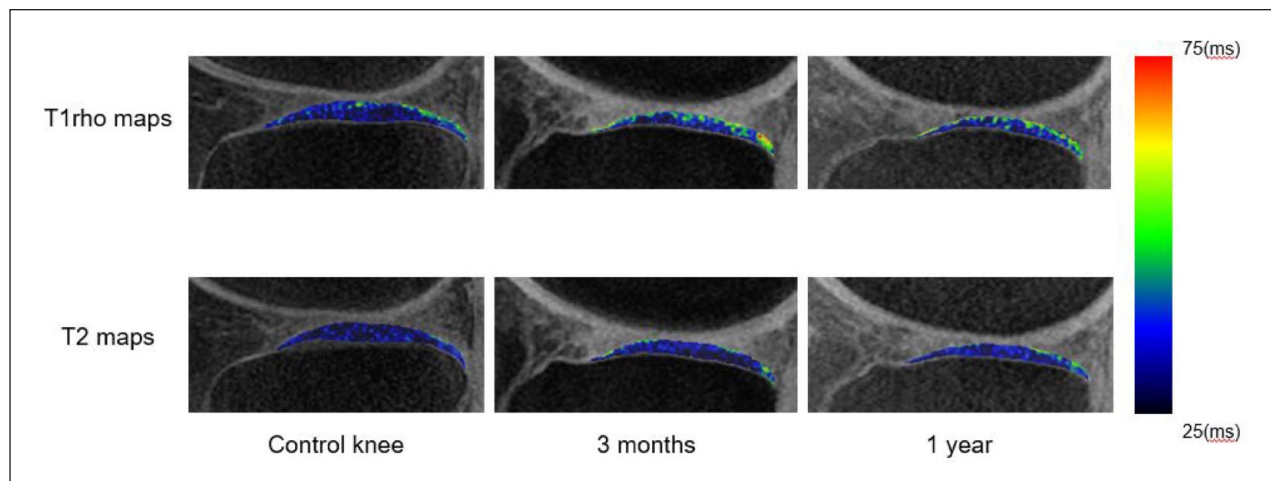 75(ms)
T1rho maps
T2 maps
25(ms)
Control knee
3 months
1 year